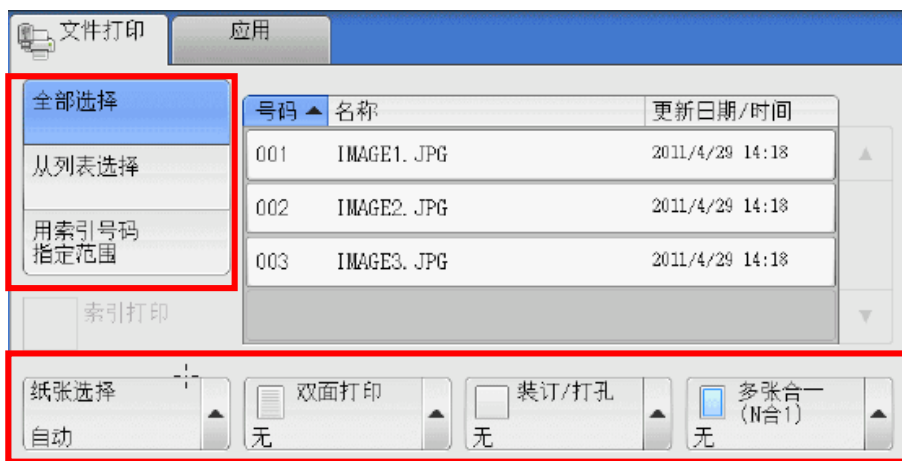 文件打印
应用
全部选择
从列表选择
用索引号码
指定范围
索引打印
号码 ▲ 名称 更新日期/时间
001 IMAGE1.JPG 2011/4/29 14:18
002 IMAGE2.JPG 2011/4/29 14:18
003 IMAGE3.JPG 2011/4/29 14:18
纸张选择
自动
双面打印
无
装订/打孔
无
多张合一
(N合1)
无